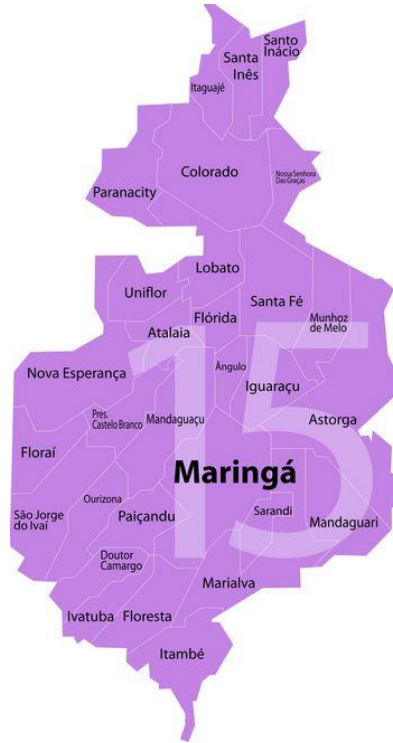 Santo
Inácio
Santa
Inês
Itaguajé
Colorado
Nossa Senhora
Das Graças
Paranacity
Lobato
Uniflor
Santa Fé
Flórida
Munhoz
de Melo
Atalaia
Ângulo
Nova Esperança
Iguaraçu
Pres.
Castelo Branco
Mandaguaçu
Astorga
Floraí
15
Maringá
Ourizona
São Jorge
do Ivaí
Paiçandu
Sarandi
Mandaguari
Doutor
Camargo
Marialva
Ivatuba
Floresta
Itambé